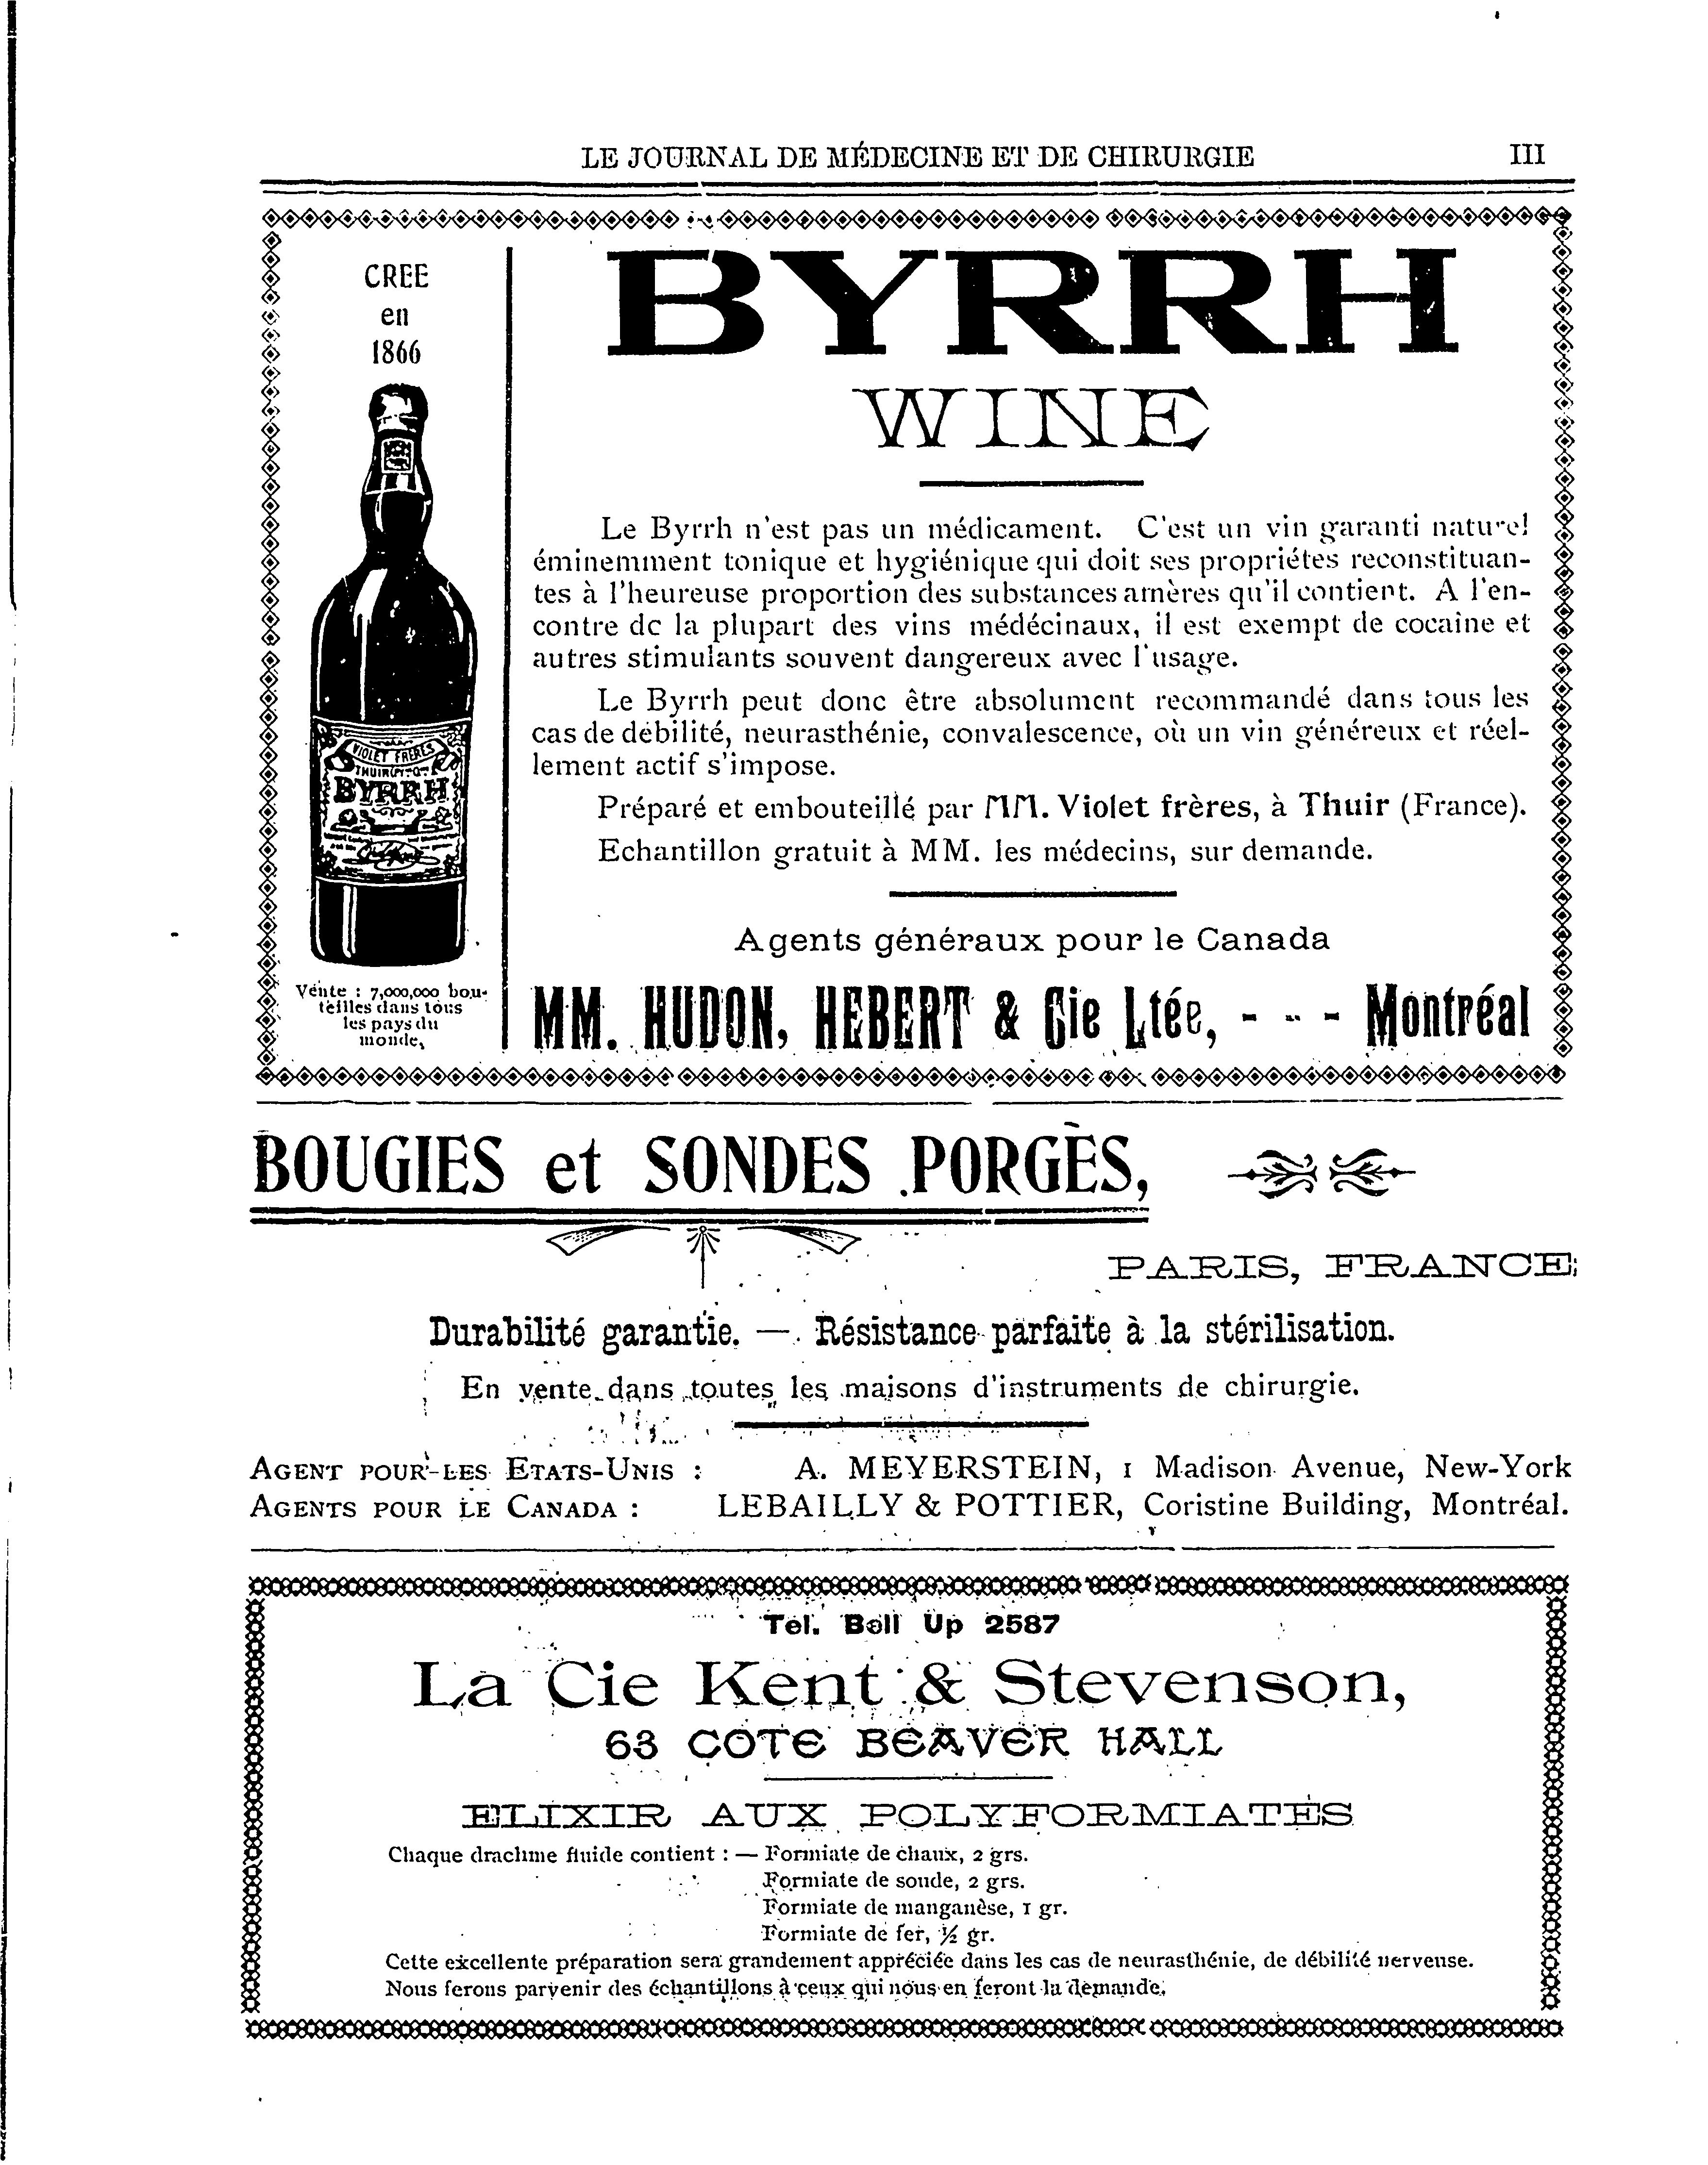 LE JOURNAL DE MÉDECINE ET DE CHIRURGIE III
CREE
en
1866
VIOLET FRÈRES
THUIR
BYRRH
Vente : 7,000,000 bou-
teilles dans tous
les pays du
monde,
BYRRH
WINE
Le Byrrh n'est pas un médicament. C'est un vin garanti naturel
éminemment tonique et hygiénique qui doit ses propriétes reconstituan-
tes à l'heureuse proportion des substances amères qu'il contient. A l'en-
contre de la plupart des vins médécinaux, il est exempt de cocaine et
autres stimulants souvent dangereux avec l'usage.
Le Byrrh peut donc être absolument recommandé dans tous les
cas de débilité, neurasthénie, convalescence, où un vin généreux et réel-
lement actif s'impose.
Préparé et embouteillé par MM. Violet frères, à Thuir (France).
Echantillon gratuit à MM. les médecins, sur demande.
Agents généraux pour le Canada
MM. HUDON, HEBERT & Cie Ltée, - - - Montréal
BOUGIES et SONDES PORGÈS,
PARIS, FRANCE
Durabilité garantie. — Résistance parfaite à la stérilisation.
En vente dans toutes les maisons d'instruments de chirurgie.
AGENT POUR LES ETATS-UNIS : A. MEYERSTEIN, 1 Madison Avenue, New-York
AGENTS POUR LE CANADA : LEBAILLY & POTTIER, Coristine Building, Montréal.
Tel. Bell Up 2587
La Cie Kent & Stevenson,
63 COTE BEAVER HALL
ELIXIR AUX POLYFORMIATES
Chaque drachme fluide contient : — Formiate de chaux, 2 grs.
Formiate de soude, 2 grs.
Formiate de manganèse, 1 gr.
Formiate de fer, ½ gr.
Cette excellente préparation sera grandement appréciée dans les cas de neurasthénie, de débilité nerveuse.
Nous ferons parvenir des échantillons à ceux qui nous en feront la demande.